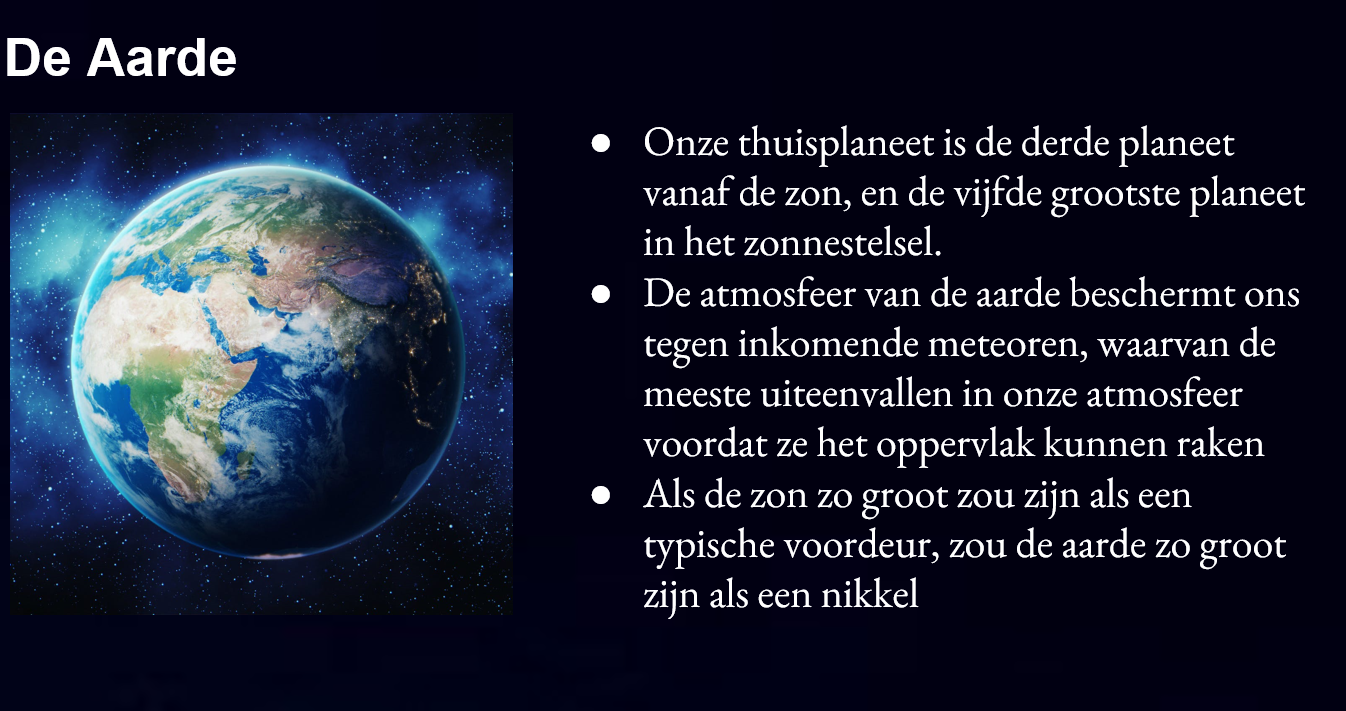 De Aarde
● Onze thuisplaneet is de derde planeet
vanaf de zon, en de vijfde grootste planeet
in het zonnestelsel.
● De atmosfeer van de aarde beschermt ons
tegen inkomende meteoren, waarvan de
meeste uiteenvallen in onze atmosfeer
voordat ze het oppervlak kunnen raken
● Als de zon zo groot zou zijn als een
typische voordeur, zou de aarde zo groot
zijn als een nikkel